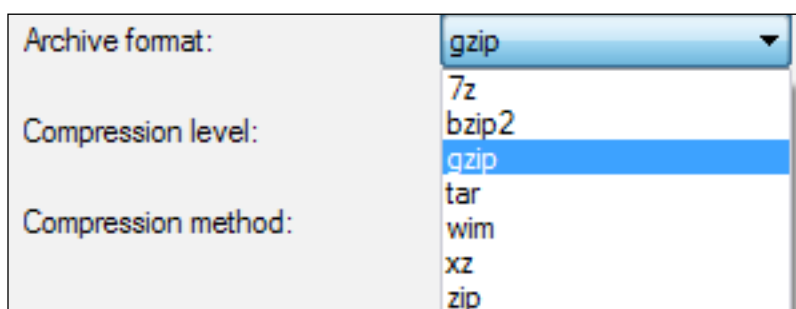 Archive format: gzip
7z
Compression level: bzip2
gzip
tar
Compression method: wim
xz
zip